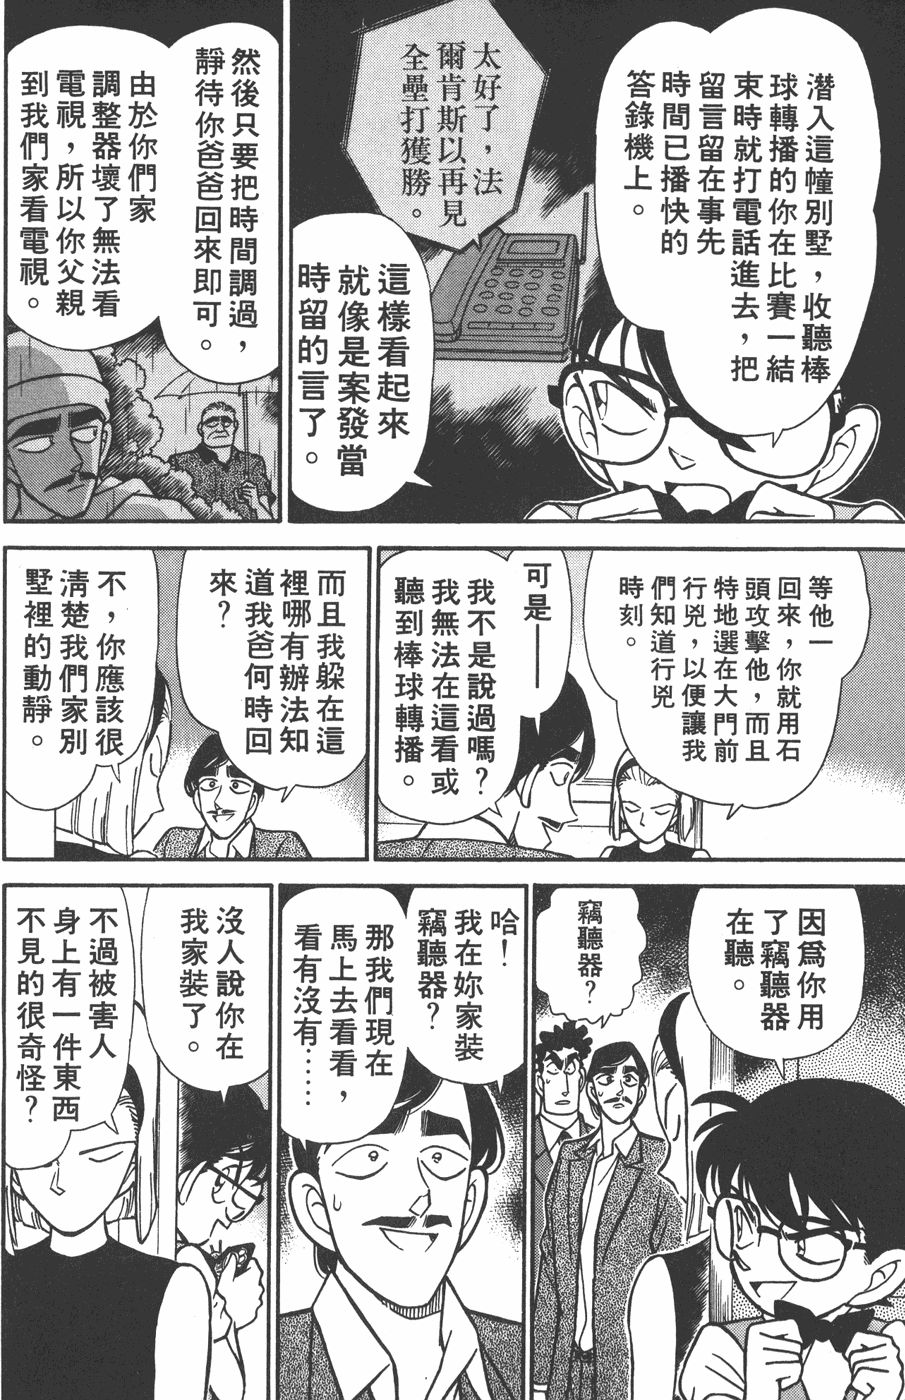 潛入這幢別墅，收聽棒
球轉播的你在比賽一結
束時就打電話進去，把
留言留在事先
時間已播快的
答錄機上。
太好了，法
爾肯斯以再見
全壘打獲勝。
這樣看起來
就像是案發當
時留的言了。
然後只要把時間調過，
靜待你爸爸回來即可。
由於你們家
調整器壞了無法看
電視，所以你父親
到我們家看電視。
等他一
回來，你就用石
頭攻擊他，而且
特地選在大門前
行兇，以便讓我
們知道行兇
時刻。
可是——
我不是說過嗎？
我無法在這看或
聽到棒球轉播。
而且我躲在這
裡哪有辦法知
道我爸何時回
來？
不，你應該很
清楚我們家別
墅裡的動靜。
因爲你用
了竊聽器
在聽。
竊聽器？
哈！
我在妳家裝
竊聽器？
那我們現在
馬上去看看，
看有沒有……
沒人說你在
我家裝了。
不過被害人
身上有一件東西
不見的很奇怪？